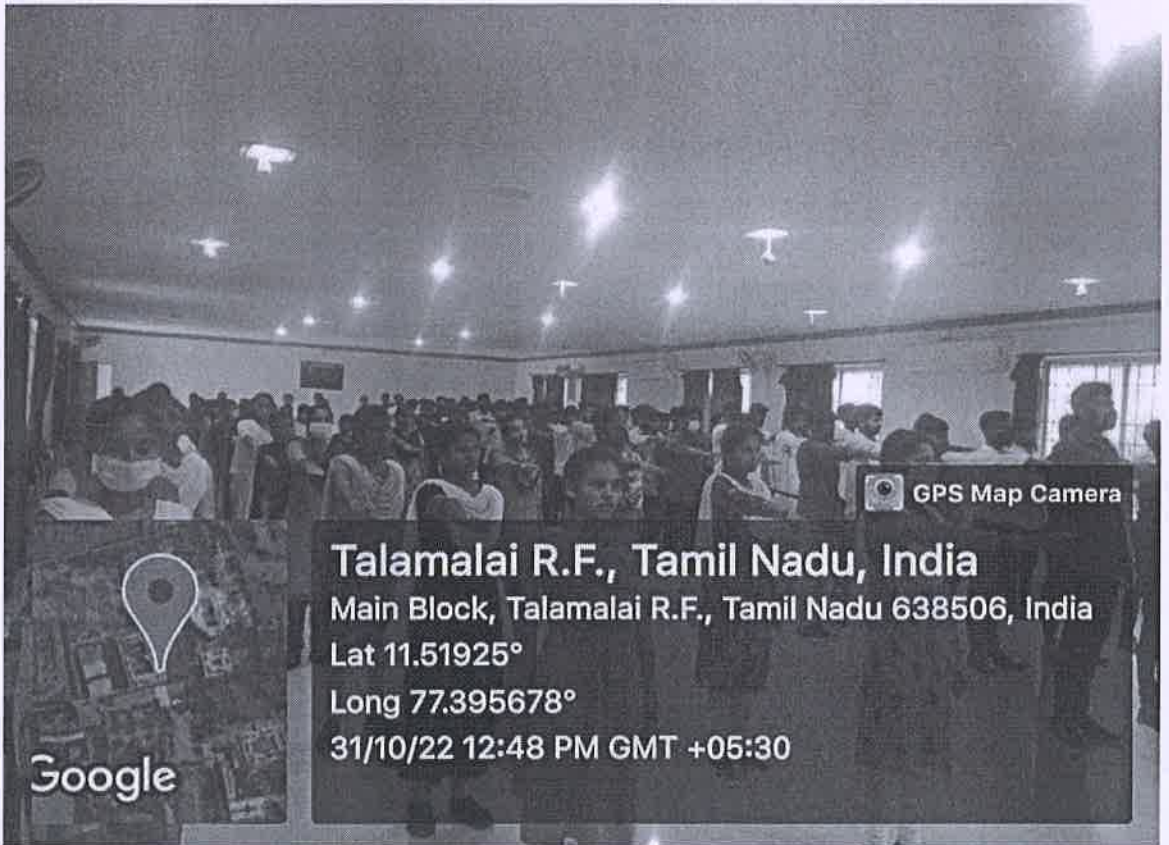 GPS Map Camera
Talamalai R.F., Tamil Nadu, India
Main Block, Talamalai R.F., Tamil Nadu 638506, India
Lat 11.51925°
Long 77.395678°
31/10/22 12:48 PM GMT +05:30
Google